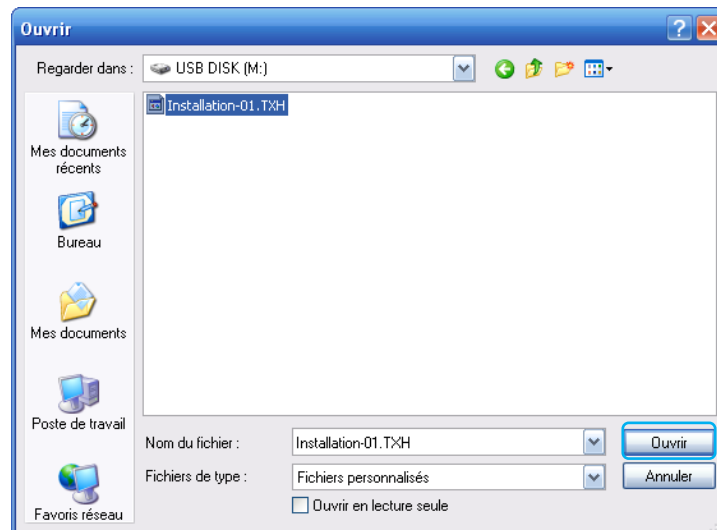 Ouvrir
Regarder dans :
USB DISK (M:)
Installation-01.TXH
Mes documents
récents
Bureau
Mes documents
Poste de travail
Favoris réseau
Nom du fichier :
Installation-01.TXH
Ouvrir
Fichiers de type :
Fichiers personnalisés
Annuler
Ouvrir en lecture seule